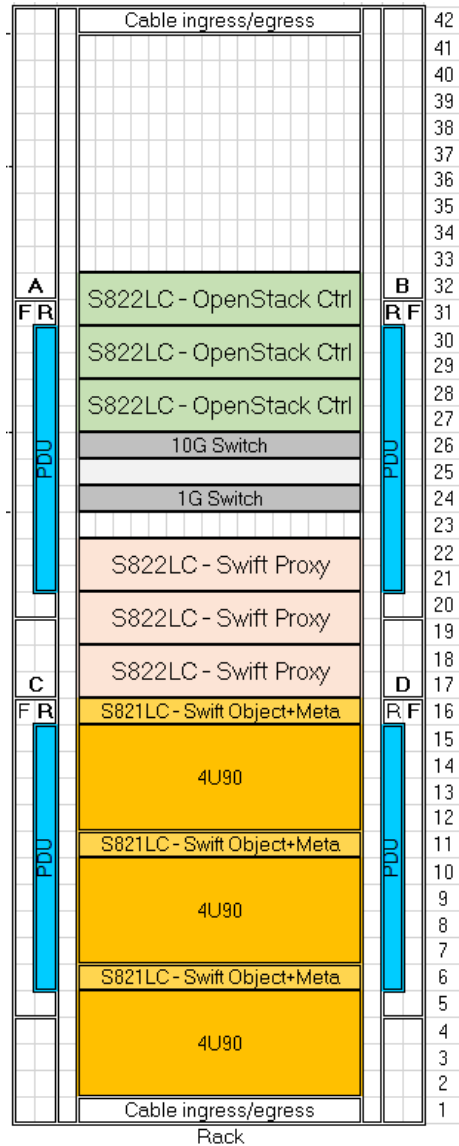 Cable ingress/egress 42
41
40
39
38
37
36
35
34
33
A B 32
S822LC - OpenStack Ctrl
F R R F 31
30
S822LC - OpenStack Ctrl
29
28
S822LC - OpenStack Ctrl
27
10G Switch 26
PDU PDU
25
1G Switch 24
23
22
S822LC - Swift Proxy
21
20
S822LC - Swift Proxy
19
18
S822LC - Swift Proxy
C D 17
F R S821LC - Swift Object+Meta R F 16
15
14
4U90
13
12
S821LC - Swift Object+Meta 11
PDU PDU
10
9
4U90
8
7
S821LC - Swift Object+Meta 6
5
4
4U90
3
2
Cable ingress/egress 1
Rack